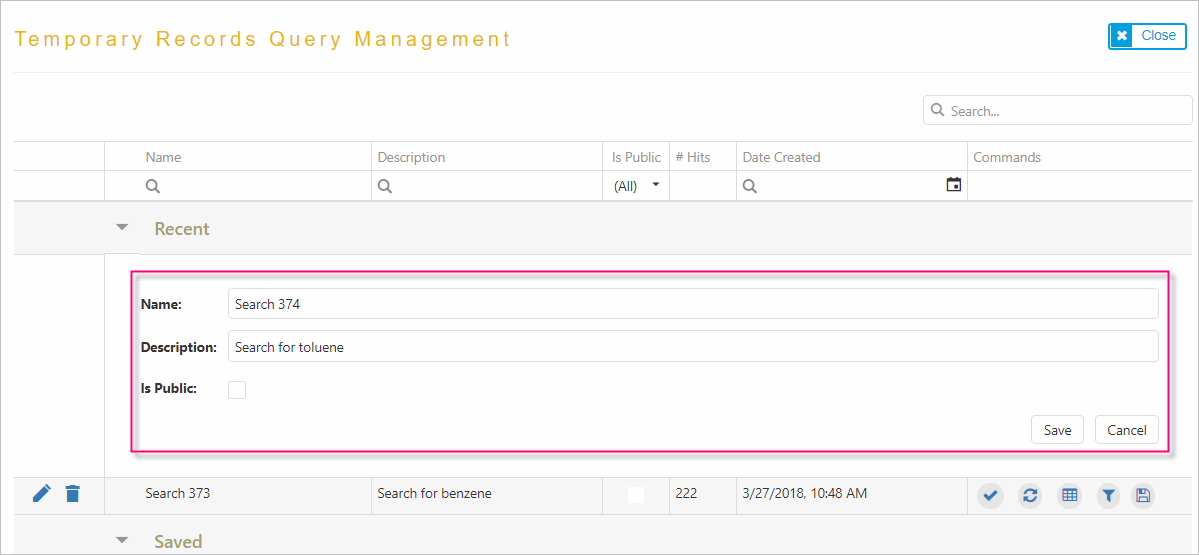 Temporary Records Query Management
Close
Search...
Name Description Is Public # Hits Date Created Commands
(All)
Recent
Name: Search 374
Description: Search for toluene
Is Public:
Save Cancel
Search 373 Search for benzene 222 3/27/2018, 10:48 AM
Saved